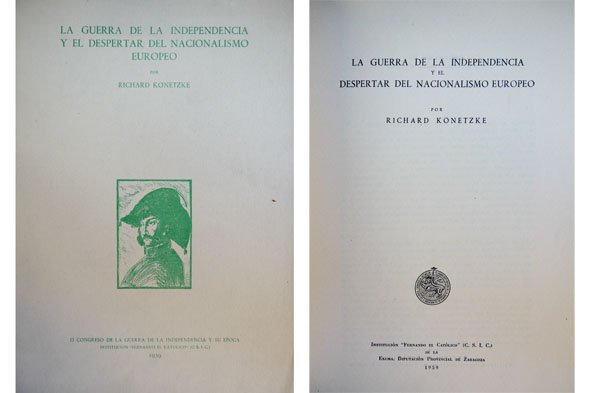 LA GUERRA DE LA INDEPENDENCIA
Y EL DESPERTAR DEL NACIONALISMO
EUROPEO
POR
RICHARD KONETZKE
II CONGRESO DE LA GUERRA DE LA INDEPENDENCIA Y SU EPOCA
INSTITUCION "FERNANDO EL CATOLICO" (C. S. I. C.)
1959
LA GUERRA DE LA INDEPENDENCIA
Y EL
DESPERTAR DEL NACIONALISMO EUROPEO
POR
RICHARD KONETZKE
INSTITUCIÓN "FERNANDO EL CATÓLICO" (C. S. I. C.)
DE LA
EXCMA. DIPUTACIÓN PROVINCIAL DE ZARAGOZA
1959